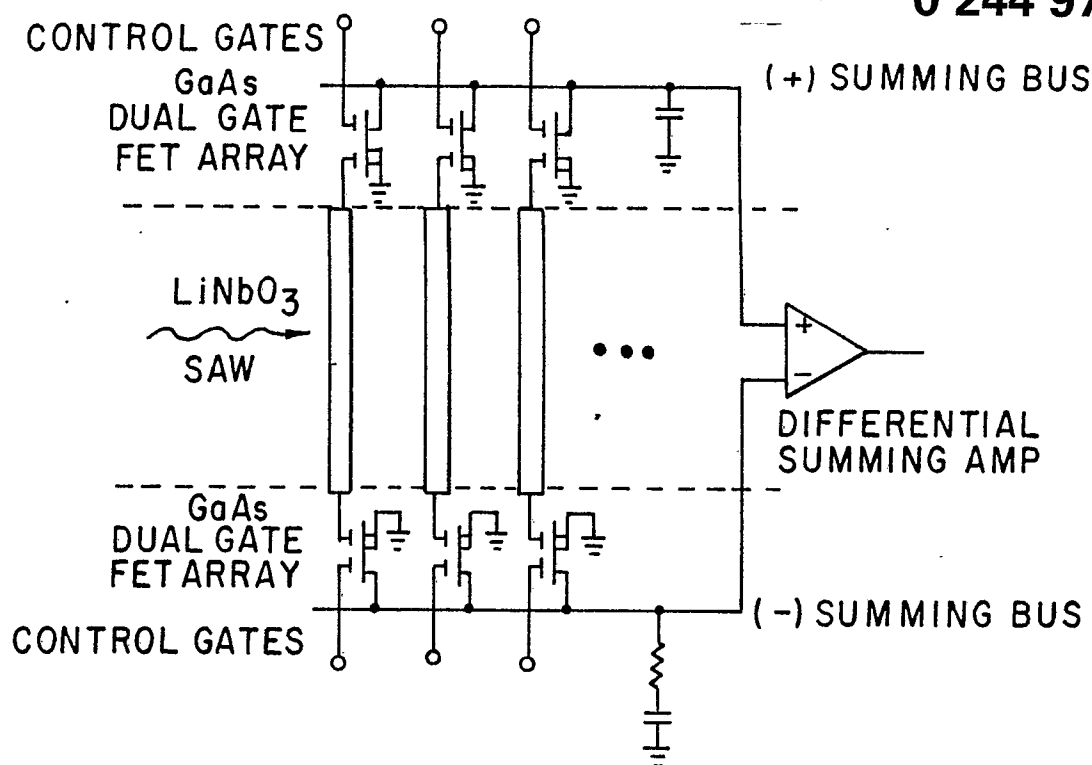 0 244 97
CONTROL GATES
GaAs
DUAL GATE
FET ARRAY
(+) SUMMING BUS
LiNbO3
SAW
+
−
DIFFERENTIAL
SUMMING AMP
GaAs
DUAL GATE
FET ARRAY
(-) SUMMING BUS
CONTROL GATES